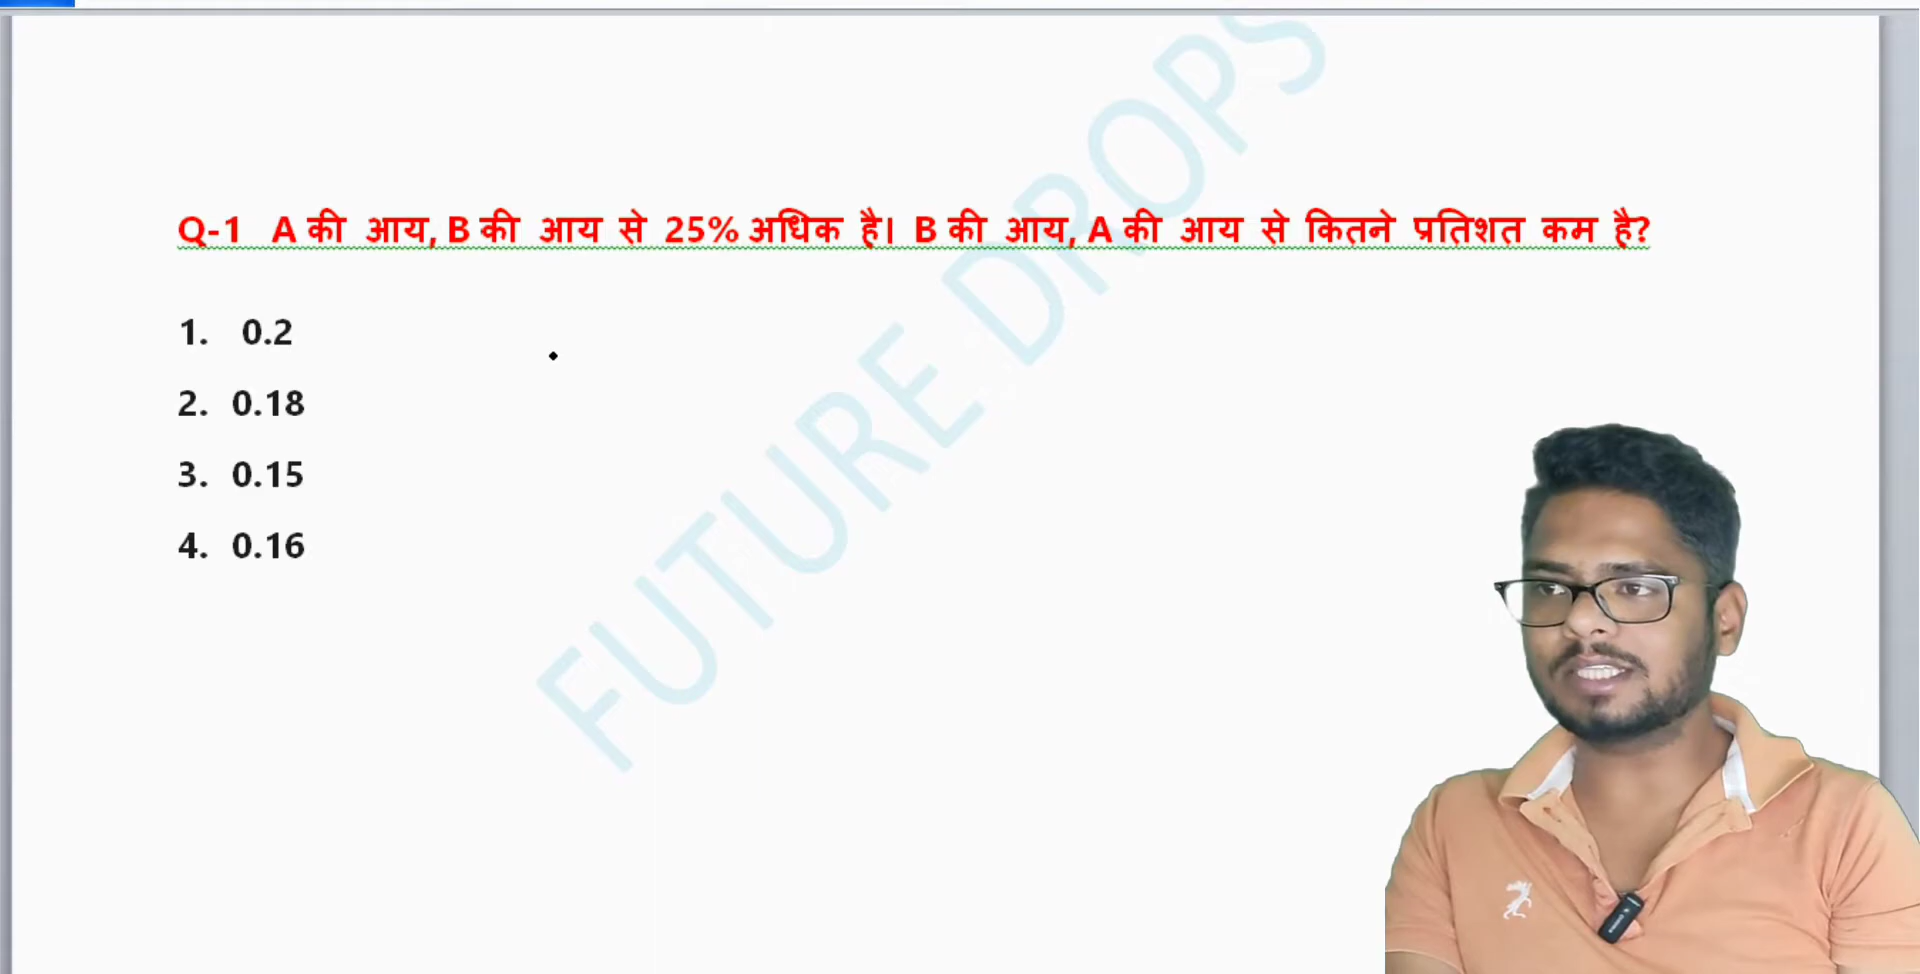 FUTURE DROPS
Q-1 A की आय, B की आय से 25% अधिक है। B की आय, A की आय से कितने प्रतिशत कम है?
1. 0.2
2. 0.18
3. 0.15
4. 0.16